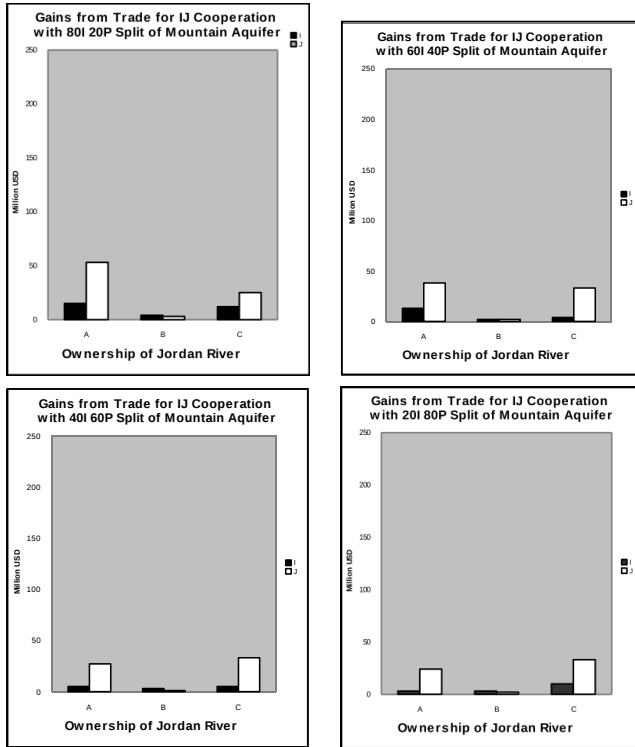 Gains from Trade for IJ Cooperation
with 80I 20P Split of Mountain Aquifer
I
J
250
200
150
100
50
0
Million USD
A B C
Ownership of Jordan River
Gains from Trade for IJ Cooperation
with 60I 40P Split of Mountain Aquifer
250
200
150
100
50
0
Million USD
I
J
A B C
Ownership of Jordan River
Gains from Trade for IJ Cooperation
with 40I 60P Split of Mountain Aquifer
250
200
150
100
50
0
Million USD
I
J
A B C
Ownership of Jordan River
Gains from Trade for IJ Cooperation
with 20I 80P Split of Mountain Aquifer
250
200
150
100
50
0
Million USD
I
J
A B C
Ownership of Jordan River